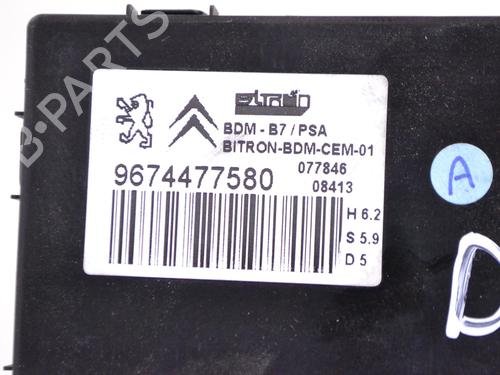 BITRON
BDM - B7 / PSA
BITRON-BDM-CEM-01
077846
9674477580
08413
H 6.2
S 5.9
D 5
A
D
B-PARTS